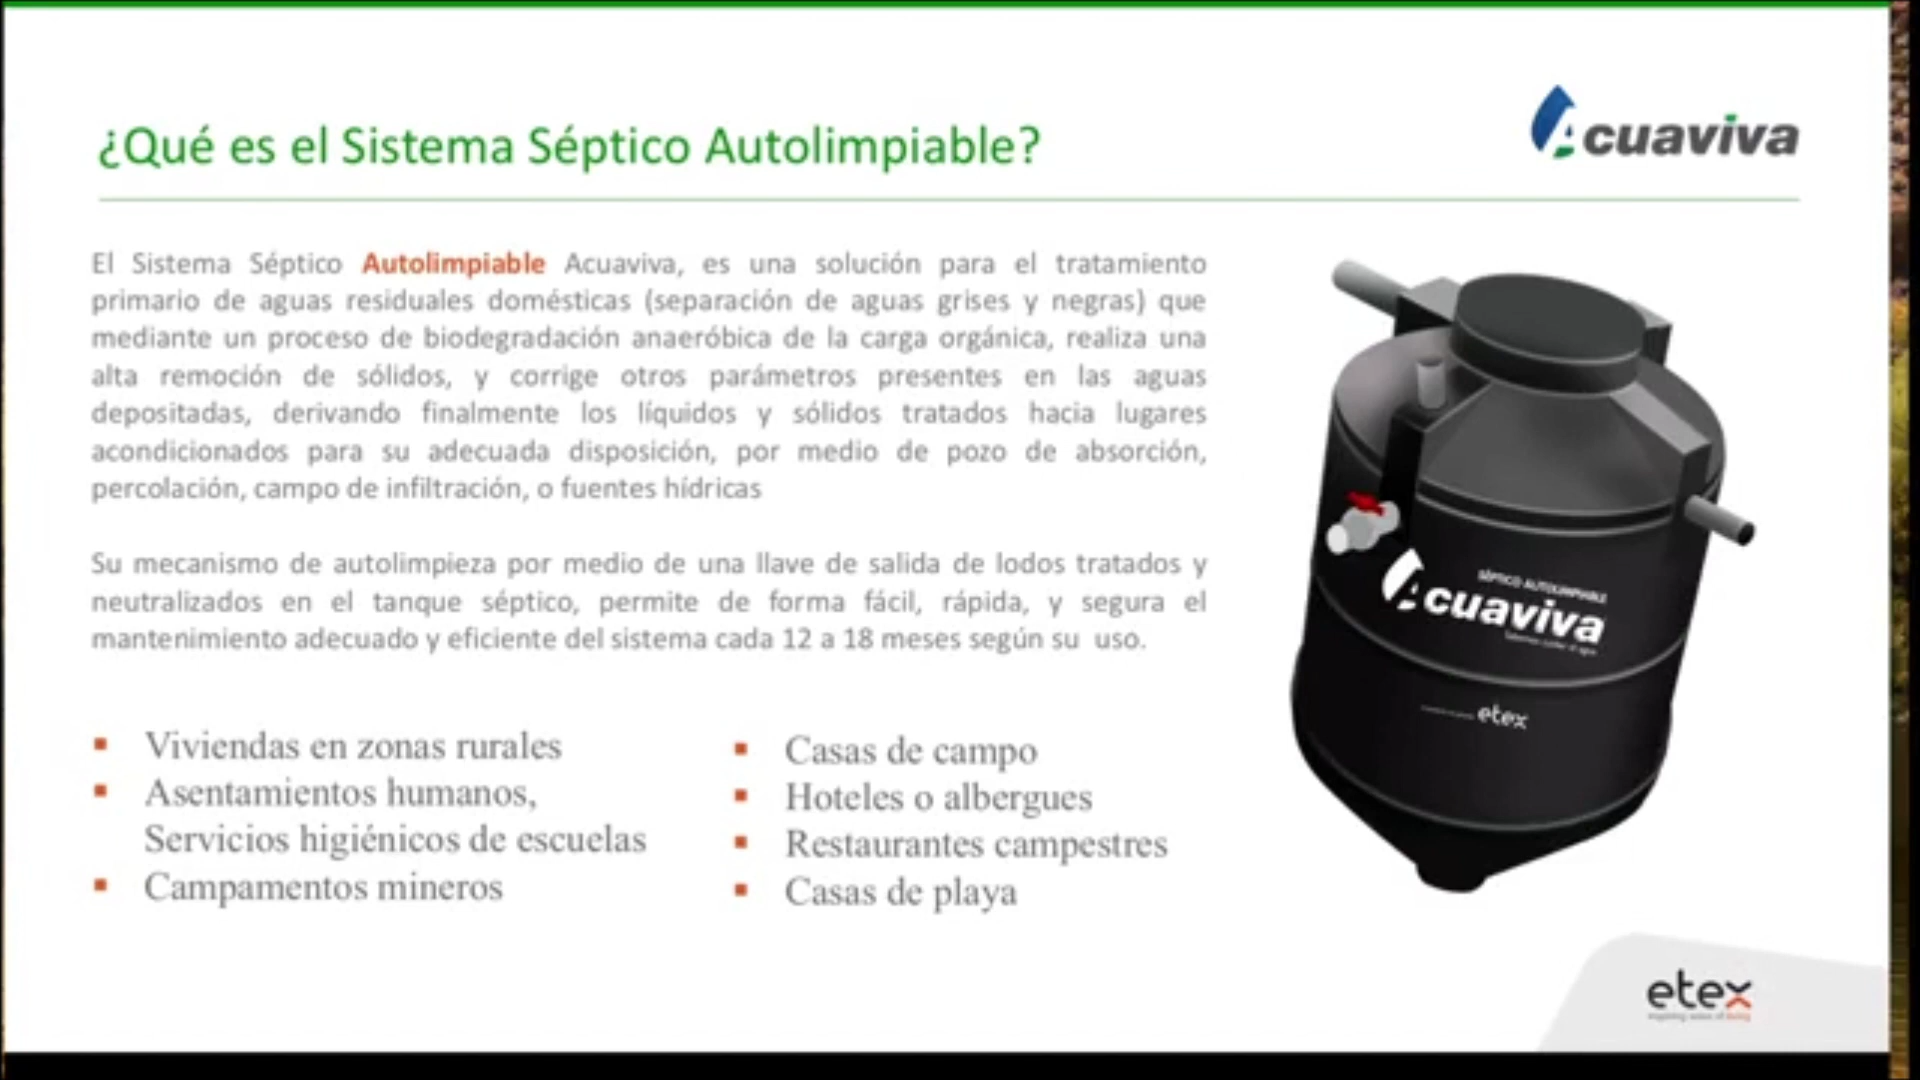 ¿Qué es el Sistema Séptico Autolimpiable?
Acuaviva
El Sistema Séptico Autolimpiable Acuaviva, es una solución para el tratamiento
primario de aguas residuales domésticas (separación de aguas grises y negras) que
mediante un proceso de biodegradación anaeróbica de la carga orgánica, realiza una
alta remoción de sólidos, y corrige otros parámetros presentes en las aguas
depositadas, derivando finalmente los líquidos y sólidos tratados hacia lugares
acondicionados para su adecuada disposición, por medio de pozo de absorción,
percolación, campo de infiltración, o fuentes hídricas
Su mecanismo de autolimpieza por medio de una llave de salida de lodos tratados y
neutralizados en el tanque séptico, permite de forma fácil, rápida, y segura el
mantenimiento adecuado y eficiente del sistema cada 12 a 18 meses según su uso.
▪ Viviendas en zonas rurales
▪ Asentamientos humanos,
Servicios higiénicos de escuelas
▪ Campamentos mineros
▪ Casas de campo
▪ Hoteles o albergues
▪ Restaurantes campestres
▪ Casas de playa
SÉPTICO AUTOLIMPIABLE
Acuaviva
etex
etex
inspiring ways of living